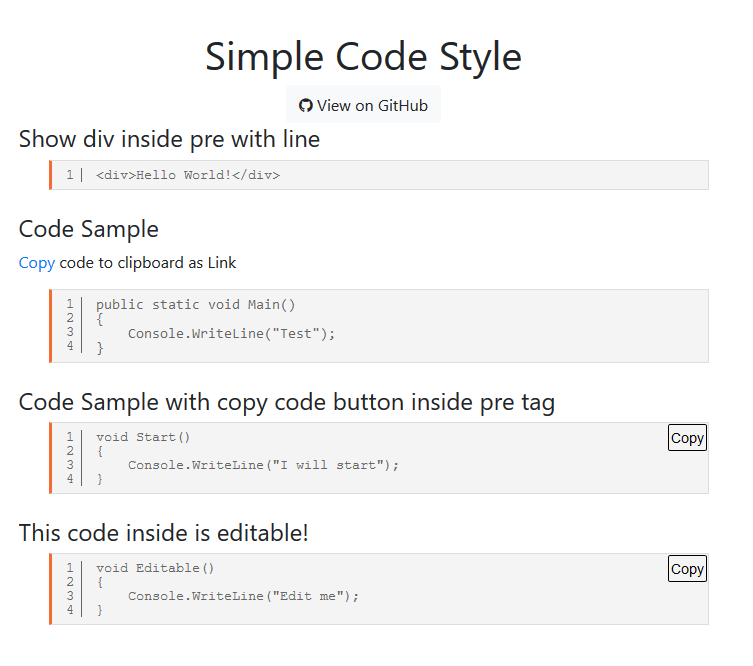 Simple Code Style
View on GitHub
Show div inside pre with line
1 <div>Hello World!</div>
Code Sample
Copy code to clipboard as Link
1 public static void Main()
2 {
3     Console.WriteLine("Test");
4 }
Code Sample with copy code button inside pre tag
1 void Start() Copy
2 {
3     Console.WriteLine("I will start");
4 }
This code inside is editable!
1 void Editable() Copy
2 {
3     Console.WriteLine("Edit me");
4 }